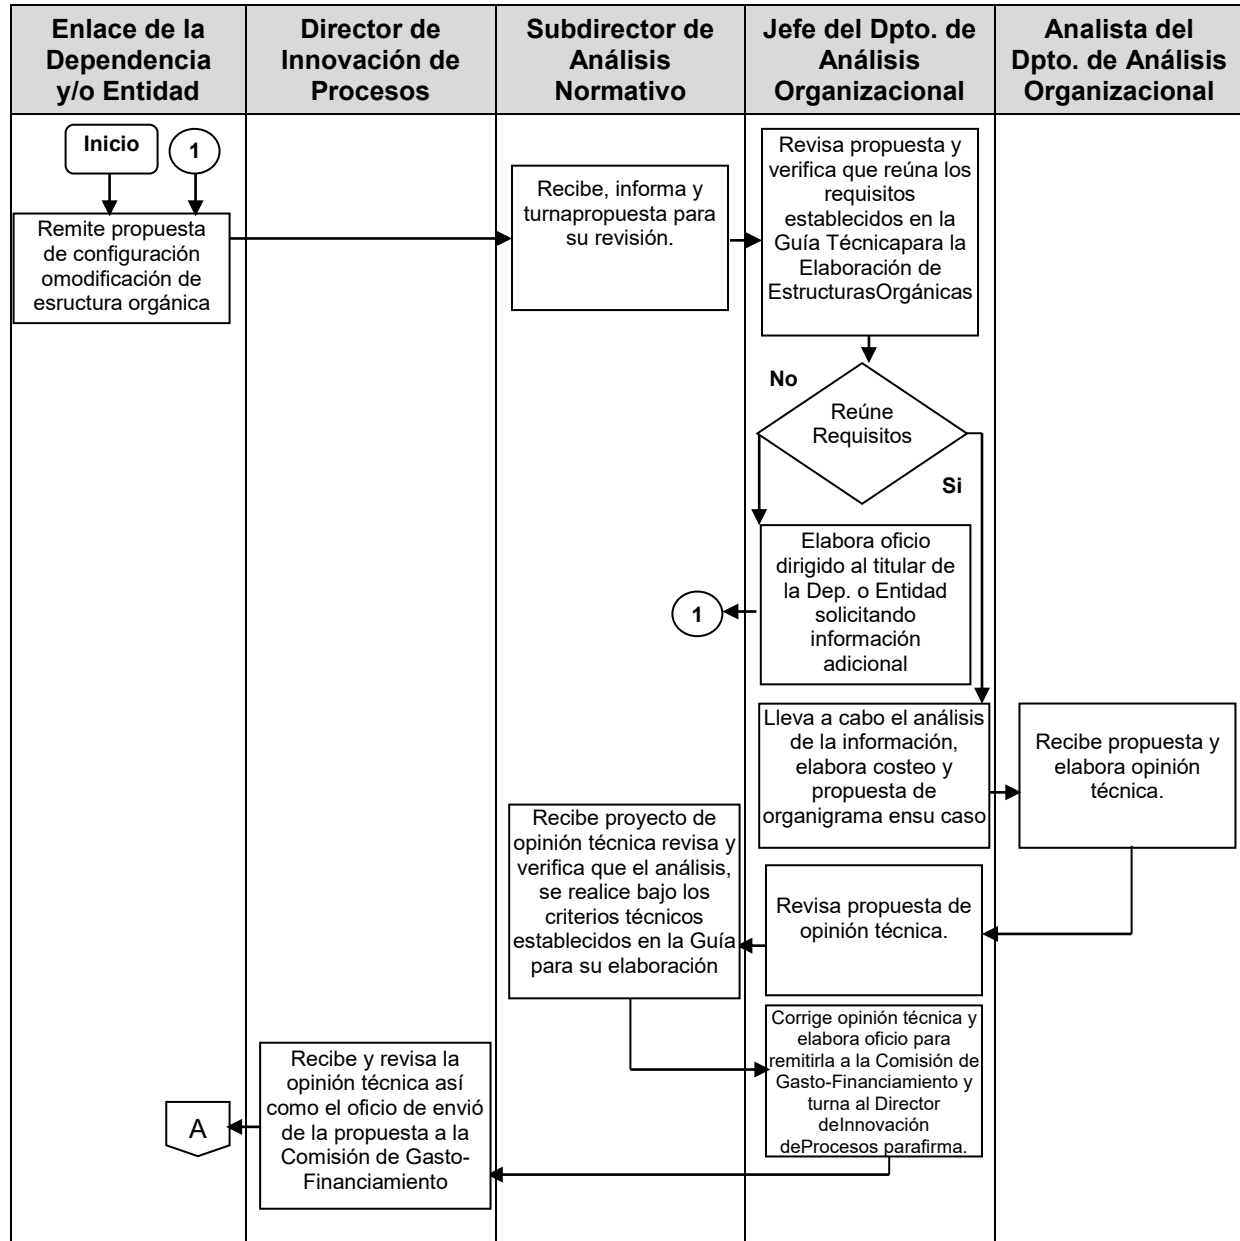 Enlace de la
Dependencia
y/o Entidad
Director de
Innovación de
Procesos
Subdirector de
Análisis
Normativo
Jefe del Dpto. de
Análisis
Organizacional
Analista del
Dpto. de Análisis
Organizacional
Inicio
1
Remite propuesta
de configuración
omodificación de
esructura orgánica
Recibe, informa y
turnapropuesta para
su revisión.
Revisa propuesta y
verifica que reúna los
requisitos
establecidos en la
Guía Técnicapara la
Elaboración de
EstructurasOrgánicas
No
Reúne
Requisitos
Si
Elabora oficio
dirigido al titular de
la Dep. o Entidad
solicitando
información
adicional
1
Lleva a cabo el análisis
de la información,
elabora costeo y
propuesta de
organigrama ensu caso
Recibe propuesta y
elabora opinión
técnica.
Recibe proyecto de
opinión técnica revisa y
verifica que el análisis,
se realice bajo los
criterios técnicos
establecidos en la Guía
para su elaboración
Revisa propuesta de
opinión técnica.
Corrige opinión técnica y
elabora oficio para
remitirla a la Comisión de
Gasto-Financiamiento y
turna al Director
deInnovación
deProcesos parafirma.
Recibe y revisa la
opinión técnica así
como el oficio de envió
de la propuesta a la
Comisión de Gasto-
Financiamiento
A